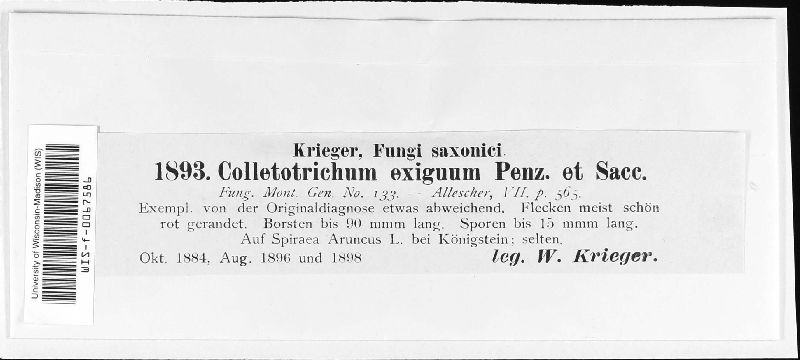 Krieger, Fungi saxonici.
1893. Colletotrichum exiguum Penz. et Sacc.
Fung. Mont. Gen. No. 133. — Allescher, VII. p. 565.
Exempl. von der Originaldiagnose etwas abweichend. Flecken meist schön
rot gerandet. Borsten bis 90 mmm lang. Sporen bis 15 mmm lang.
Auf Spiraea Aruncus L. bei Königstein; selten.
Okt. 1884, Aug. 1896 und 1898 leg. W. Krieger.
University of Wisconsin-Madison (WIS)
WIS-f-0067586